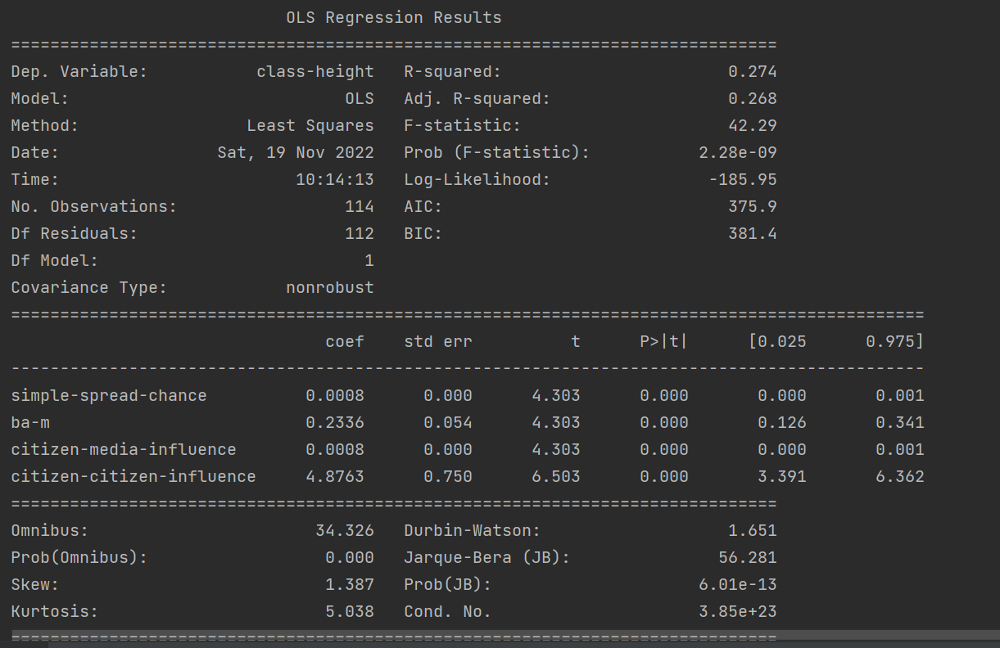 OLS Regression Results
==============================================================================
Dep. Variable:           class-height   R-squared:                       0.274
Model:                            OLS   Adj. R-squared:                  0.268
Method:                 Least Squares   F-statistic:                     42.29
Date:                Sat, 19 Nov 2022   Prob (F-statistic):           2.28e-09
Time:                        10:14:13   Log-Likelihood:                -185.95
No. Observations:                 114   AIC:                             375.9
Df Residuals:                     112   BIC:                             381.4
Df Model:                           1
Covariance Type:            nonrobust
=============================================================================================
                                coef    std err          t      P>|t|      [0.025      0.975]
---------------------------------------------------------------------------------------------
simple-spread-chance          0.0008      0.000      4.303      0.000       0.000       0.001
ba-m                          0.2336      0.054      4.303      0.000       0.126       0.341
citizen-media-influence       0.0008      0.000      4.303      0.000       0.000       0.001
citizen-citizen-influence     4.8763      0.750      6.503      0.000       3.391       6.362
==============================================================================
Omnibus:                       34.326   Durbin-Watson:                   1.651
Prob(Omnibus):                  0.000   Jarque-Bera (JB):               56.281
Skew:                           1.387   Prob(JB):                     6.01e-13
Kurtosis:                       5.038   Cond. No.                     3.85e+23
==============================================================================